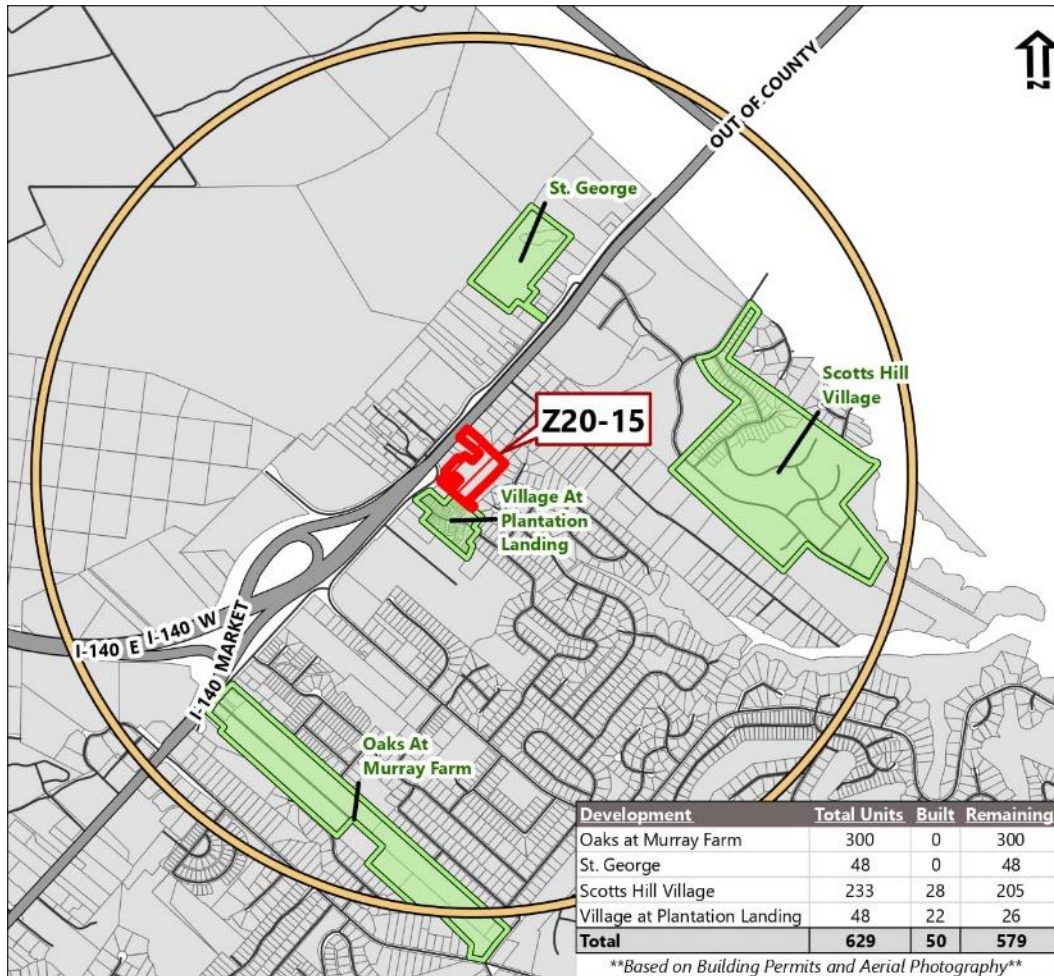 N
OUT OF COUNTY
St. George
Scotts Hill
Village
Z20-15
Village At
Plantation
Landing
I-140 W
I-140 E
I-140 MARKET
Oaks At
Murray Farm
Development Total Units Built Remaining
Oaks at Murray Farm 300 0 300
St. George 48 0 48
Scotts Hill Village 233 28 205
Village at Plantation Landing 48 22 26
Total 629 50 579
**Based on Building Permits and Aerial Photography**